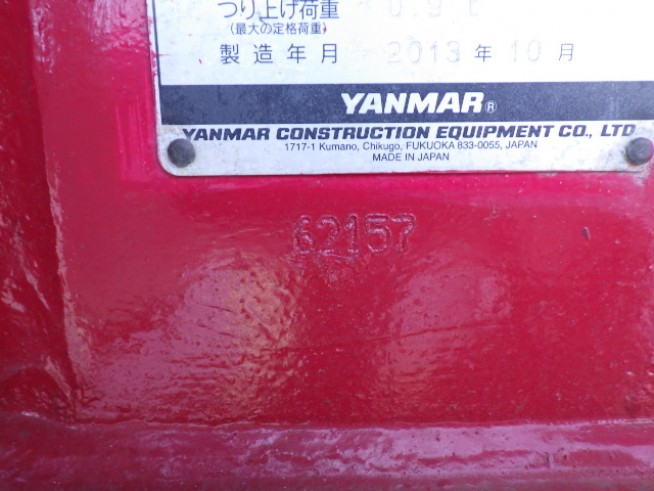 つり上げ荷重 0.9 t
(最大の定格荷重)
製造年月 2013 年 10 月
YANMAR®
YANMAR CONSTRUCTION EQUIPMENT CO., LTD
1717-1 Kumano, Chikugo, FUKUOKA 833-0055, JAPAN
MADE IN JAPAN
62157